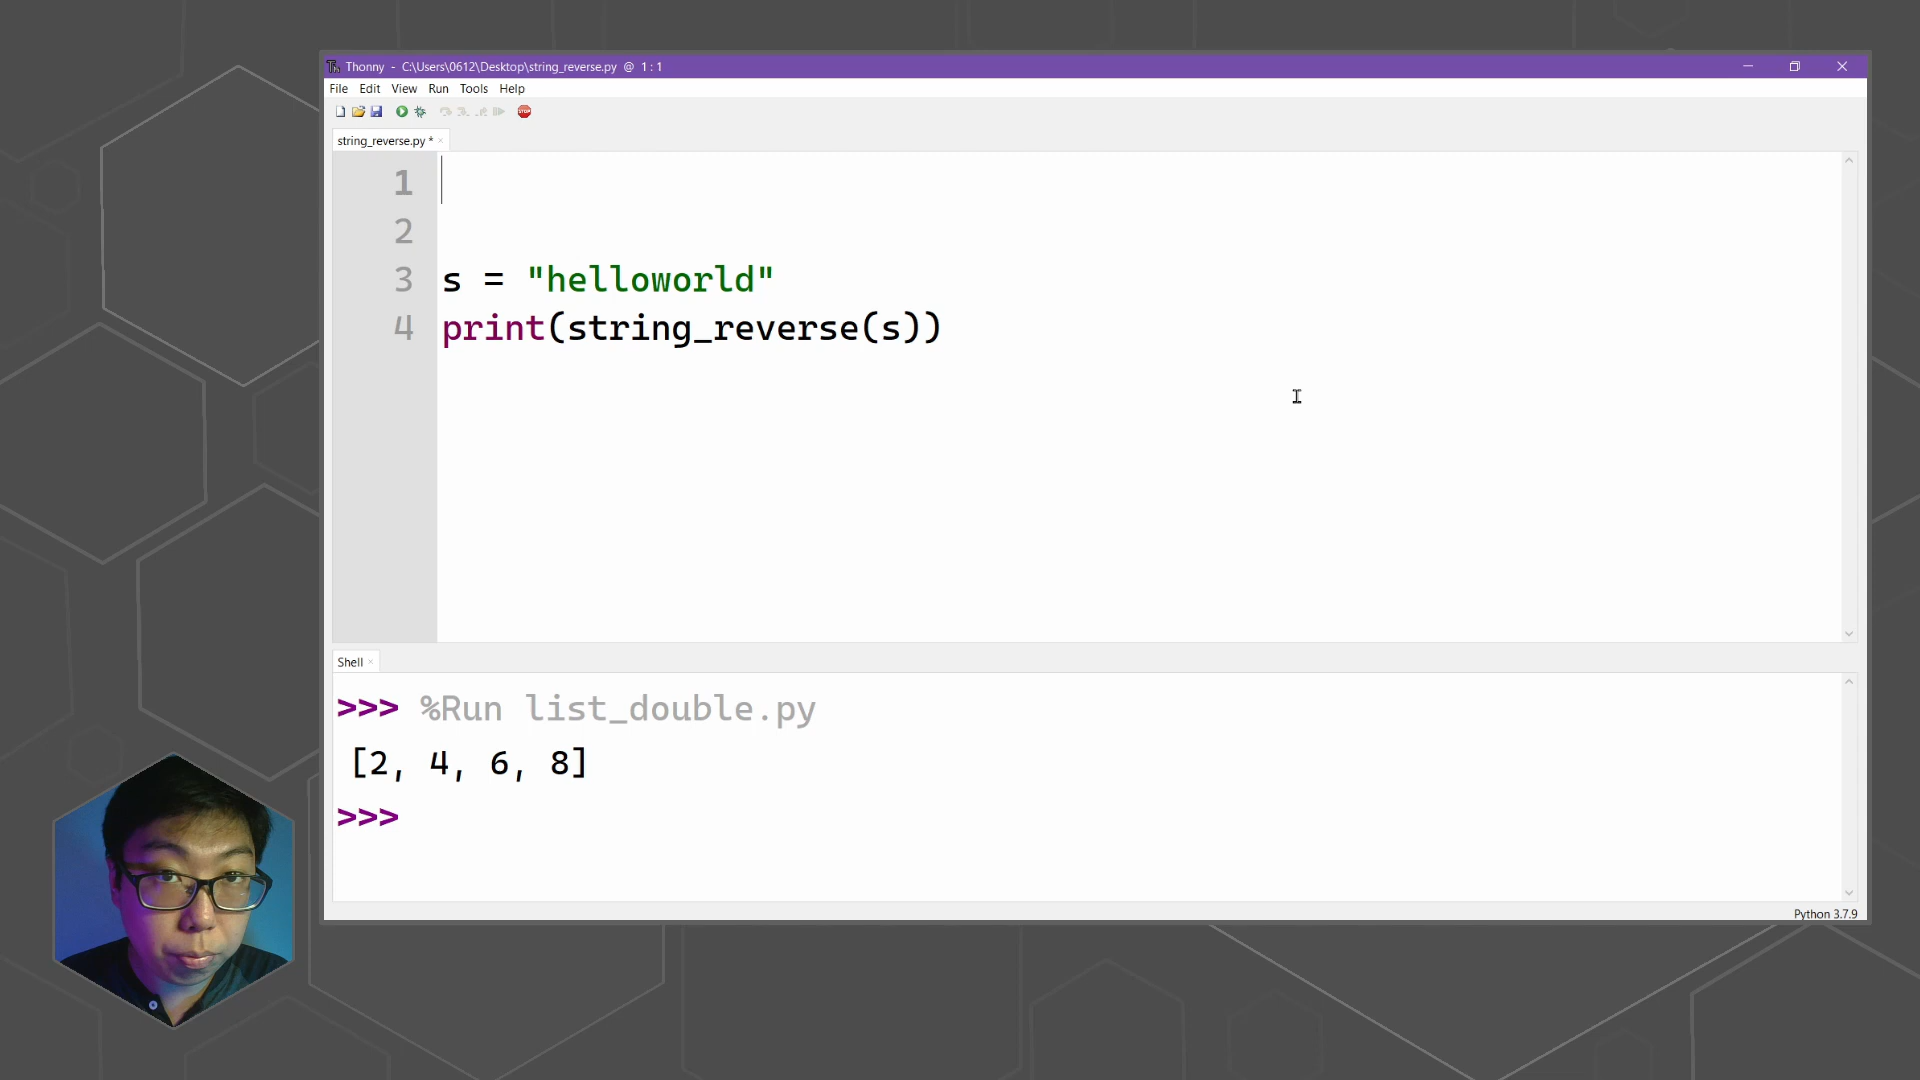 Thonny - C:\Users\0612\Desktop\string_reverse.py @ 1 : 1
File Edit View Run Tools Help
STOP
string_reverse.py * ×
1
2
3 s = "helloworld"
4 print(string_reverse(s))
Shell ×
>>> %Run list_double.py
[2, 4, 6, 8]
>>>
Python 3.7.9